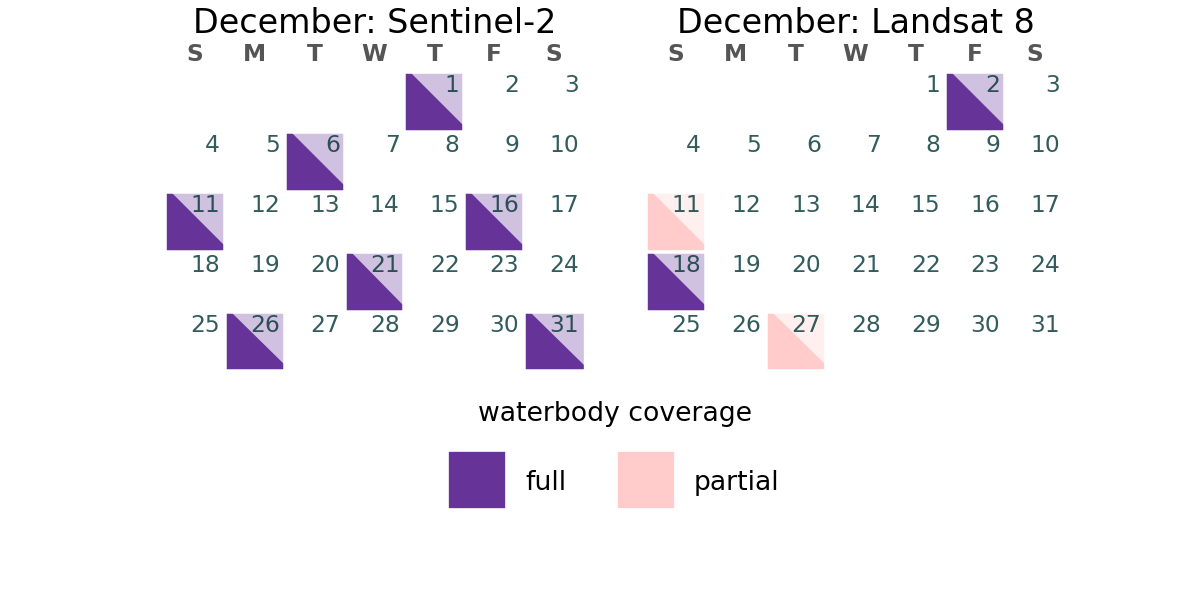 December: Sentinel-2
S M T W T F S
1 2 3
4 5 6 7 8 9 10
11 12 13 14 15 16 17
18 19 20 21 22 23 24
25 26 27 28 29 30 31
December: Landsat 8
S M T W T F S
1 2 3
4 5 6 7 8 9 10
11 12 13 14 15 16 17
18 19 20 21 22 23 24
25 26 27 28 29 30 31
waterbody coverage
full partial